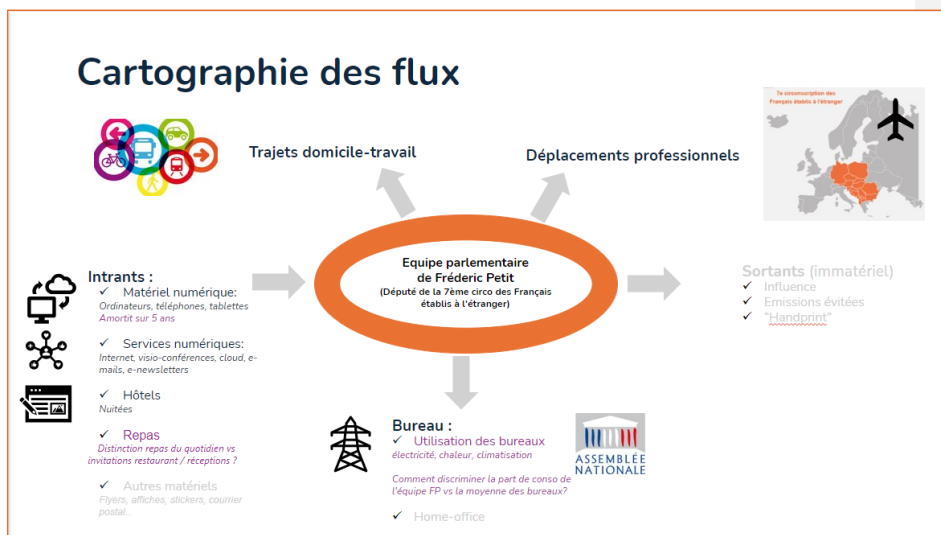 Cartographie des flux
7e circonscription des
Français établis à l'étranger
Trajets domicile-travail
Déplacements professionnels
Equipe parlementaire
de Fréderic Petit
(Député de la 7ème circo des Français
établis à l'étranger)
Intrants :
✓ Matériel numérique:
Ordinateurs, téléphones, tablettes
Amortit sur 5 ans
✓ Services numériques:
Internet, visio-conférences, cloud, e-
mails, e-newsletters
✓ Hôtels
Nuitées
✓ Repas
Distinction repas du quotidien vs
invitations restaurant / réceptions ?
✓ Autres matériels
Flyers, affiches, stickers, courrier
postal...
Sortants (immatériel)
✓ Influence
✓ Emissions évitées
✓ "Handprint"
Bureau :
✓ Utilisation des bureaux
électricité, chaleur, climatisation
Comment discriminer la part de conso de
l'équipe FP vs la moyenne des bureaux?
✓ Home-office
ASSEMBLÉE
NATIONALE